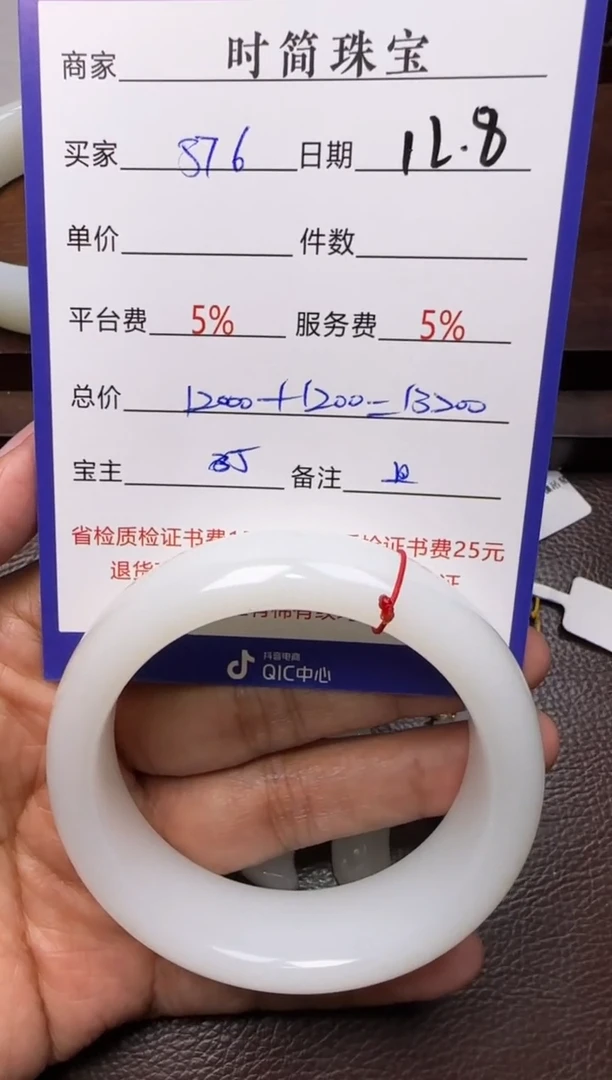 商家 时简珠宝
买家 876 日期 12.8
单价 件数
平台费 5% 服务费 5%
总价 12000+1200=13200
宝主 备注
省检质检证书费 检证书费25元
退货 证
抖音电商
QIC中心